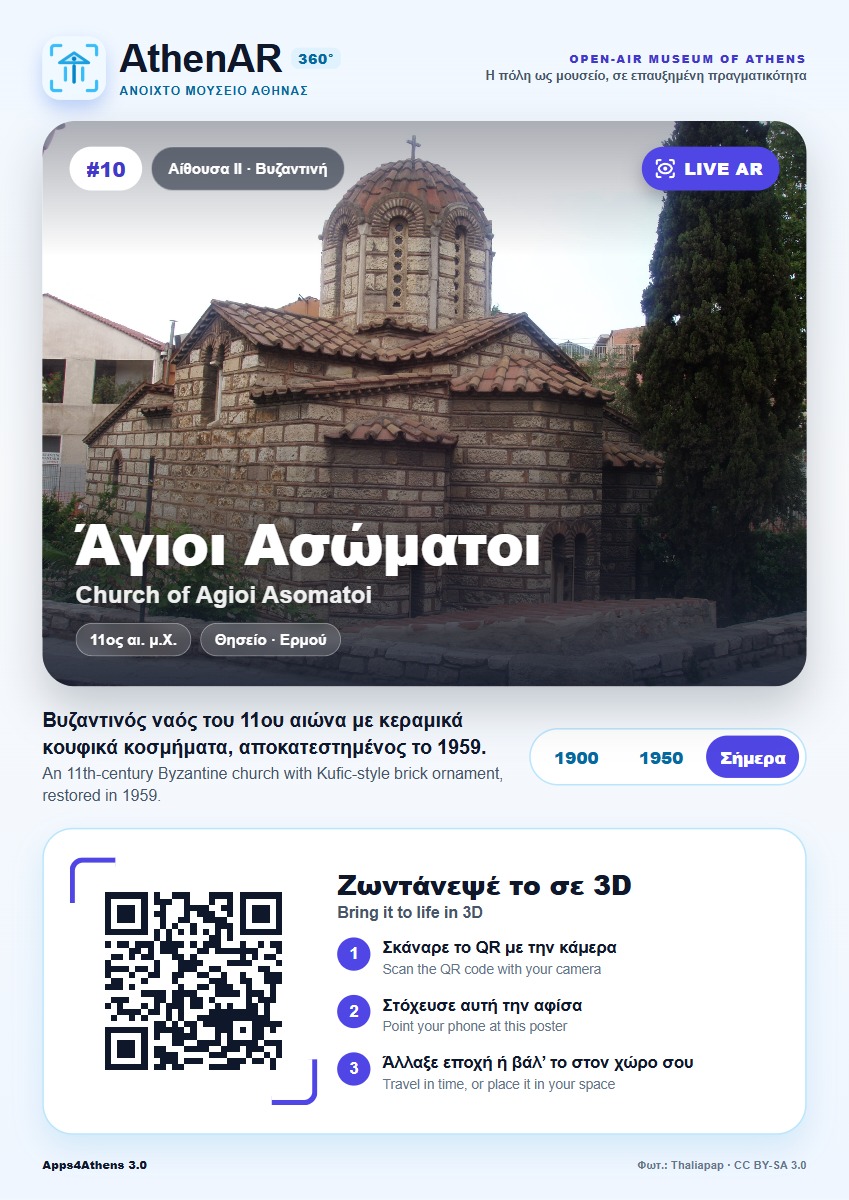 AthenAR 360°
ΑΝΟΙΧΤΟ ΜΟΥΣΕΙΟ ΑΘΗΝΑΣ
OPEN-AIR MUSEUM OF ATHENS
Η πόλη ως μουσείο, σε επαυξημένη πραγματικότητα
#10
Αίθουσα II · Βυζαντινή
LIVE AR
Άγιοι Ασώματοι
Church of Agioi Asomatoi
11ος αι. μ.Χ.
Θησείο · Ερμού
Βυζαντινός ναός του 11ου αιώνα με κεραμικά
κουφικά κοσμήματα, αποκατεστημένος το 1959.
An 11th-century Byzantine church with Kufic-style brick ornament,
restored in 1959.
1900
1950
Σήμερα
Ζωντάνεψέ το σε 3D
Bring it to life in 3D
1
Σκάναρε το QR με την κάμερα
Scan the QR code with your camera
2
Στόχευσε αυτή την αφίσα
Point your phone at this poster
3
Άλλαξε εποχή ή βάλ’ το στον χώρο σου
Travel in time, or place it in your space
Apps4Athens 3.0
Φωτ.: Thaliapap · CC BY-SA 3.0